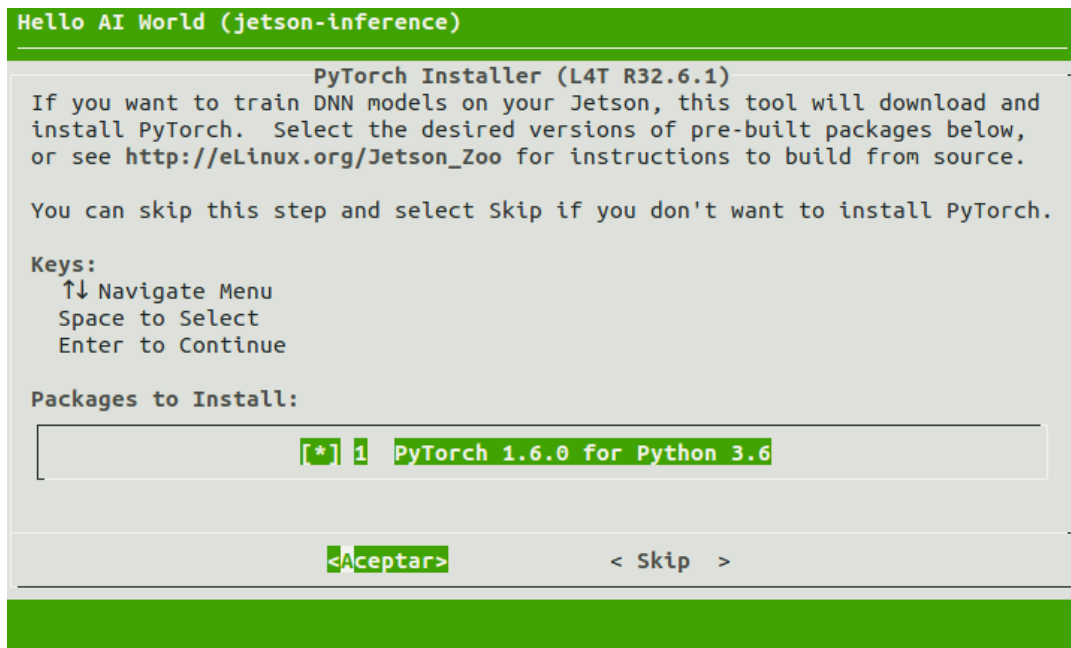 Hello AI World (jetson-inference)
PyTorch Installer (L4T R32.6.1)
If you want to train DNN models on your Jetson, this tool will download and
install PyTorch.  Select the desired versions of pre-built packages below,
or see http://eLinux.org/Jetson_Zoo for instructions to build from source.
You can skip this step and select Skip if you don't want to install PyTorch.
Keys:
↑↓ Navigate Menu
Space to Select
Enter to Continue
Packages to Install:
[*] 1  PyTorch 1.6.0 for Python 3.6
<Aceptar> < Skip  >